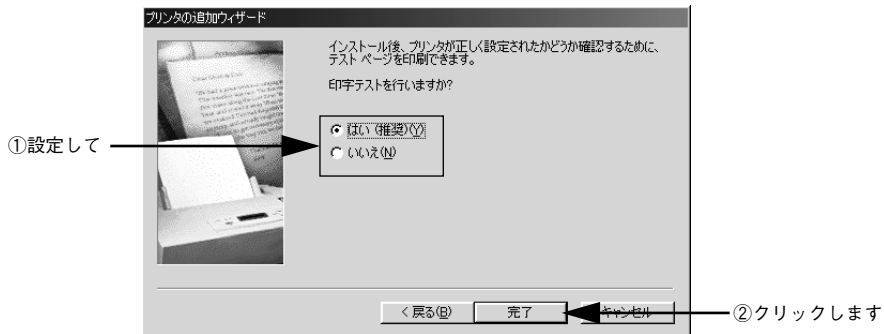 プリンタの追加ウィザード
インストール後、プリンタが正しく設定されたかどうか確認するために、
テスト ページを印刷できます。
印字テストを行いますか?
①設定して
はい (推奨)(Y)
いいえ(N)
< 戻る(B)
完了
キャンセル
②クリックします